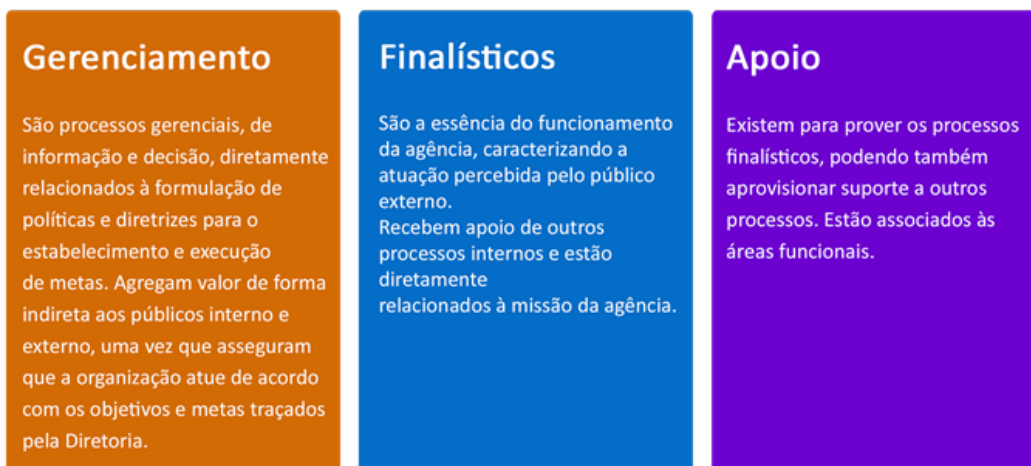 Gerenciamento
São processos gerenciais, de
informação e decisão, diretamente
relacionados à formulação de
políticas e diretrizes para o
estabelecimento e execução
de metas. Agregam valor de forma
indireta aos públicos interno e
externo, uma vez que asseguram
que a organização atue de acordo
com os objetivos e metas traçados
pela Diretoria.
Finalísticos
São a essência do funcionamento
da agência, caracterizando a
atuação percebida pelo público
externo.
Recebem apoio de outros
processos internos e estão
diretamente
relacionados à missão da agência.
Apoio
Existem para prover os processos
finalísticos, podendo também
aprovisionar suporte a outros
processos. Estão associados às
áreas funcionais.